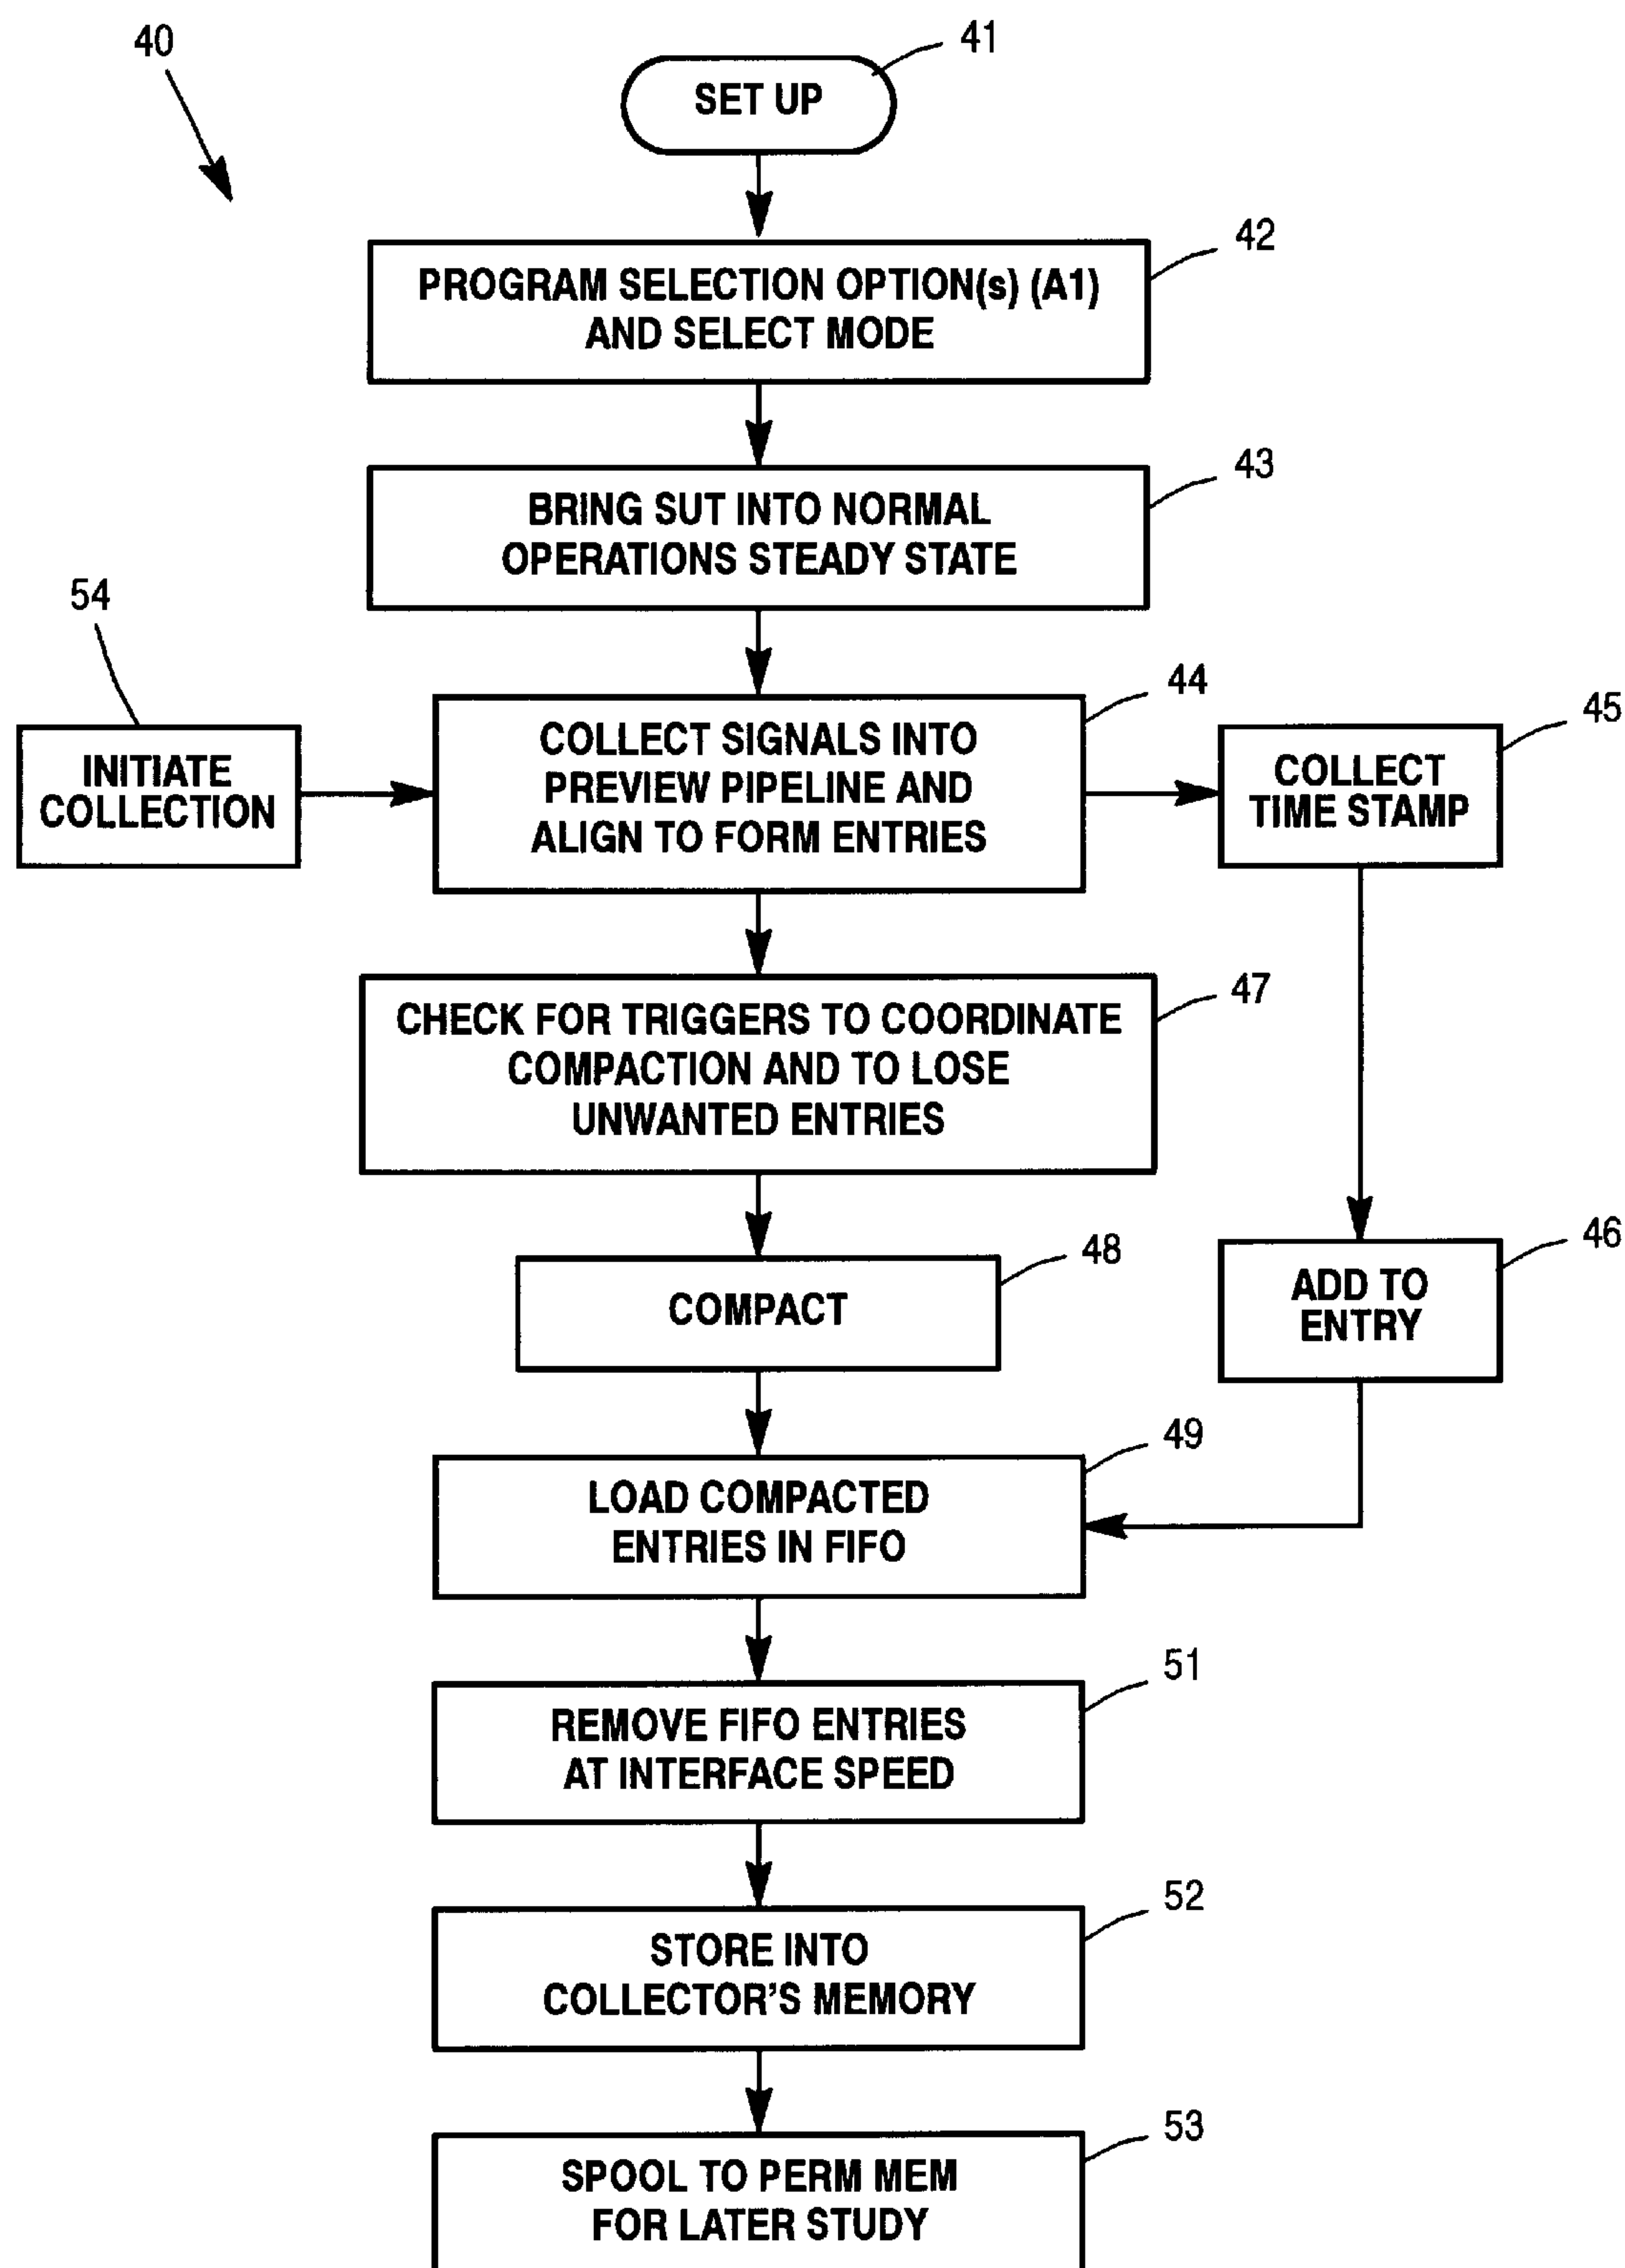 40
41
SET UP
42
PROGRAM SELECTION OPTION(s) (A1)
AND SELECT MODE
43
BRING SUT INTO NORMAL
OPERATIONS STEADY STATE
54
INITIATE
COLLECTION
44
COLLECT SIGNALS INTO
PREVIEW PIPELINE AND
ALIGN TO FORM ENTRIES
45
COLLECT
TIME STAMP
47
CHECK FOR TRIGGERS TO COORDINATE
COMPACTION AND TO LOSE
UNWANTED ENTRIES
48
COMPACT
46
ADD TO
ENTRY
49
LOAD COMPACTED
ENTRIES IN FIFO
51
REMOVE FIFO ENTRIES
AT INTERFACE SPEED
52
STORE INTO
COLLECTOR'S MEMORY
53
SPOOL TO PERM MEM
FOR LATER STUDY